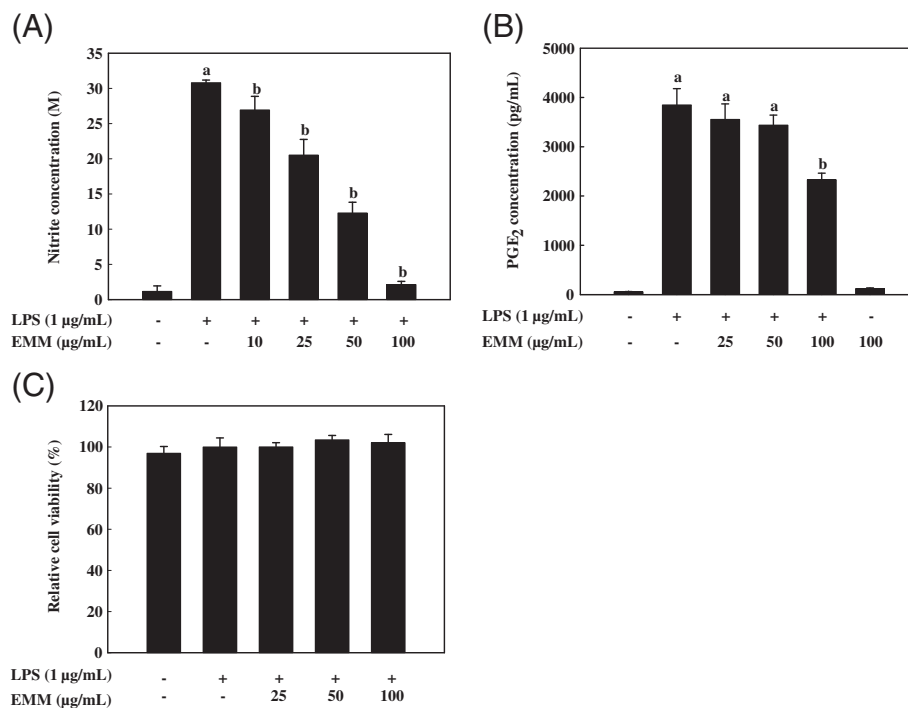 (A)
Nitrite concentration (M)
35
30
25
20
15
10
5
0
a
b
b
b
b
LPS (1 µg/mL) - + + + + +
EMM (µg/mL) - - 10 25 50 100
(B)
PGE2 concentration (pg/mL)
5000
4000
3000
2000
1000
0
a
a
a
b
LPS (1 µg/mL) - + + + + -
EMM (µg/mL) - - 25 50 100 100
(C)
Relative cell viability (%)
120
100
80
60
40
20
0
LPS (1 µg/mL) - + + + +
EMM (µg/mL) - - 25 50 100